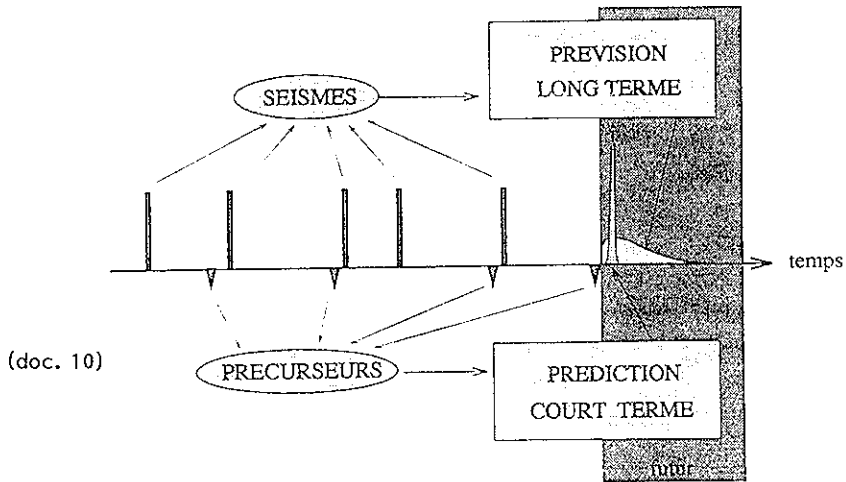 PREVISION
LONG TERME
SEISMES
temps
(doc. 10)
PRECURSEURS
PREDICTION
COURT TERME
futur